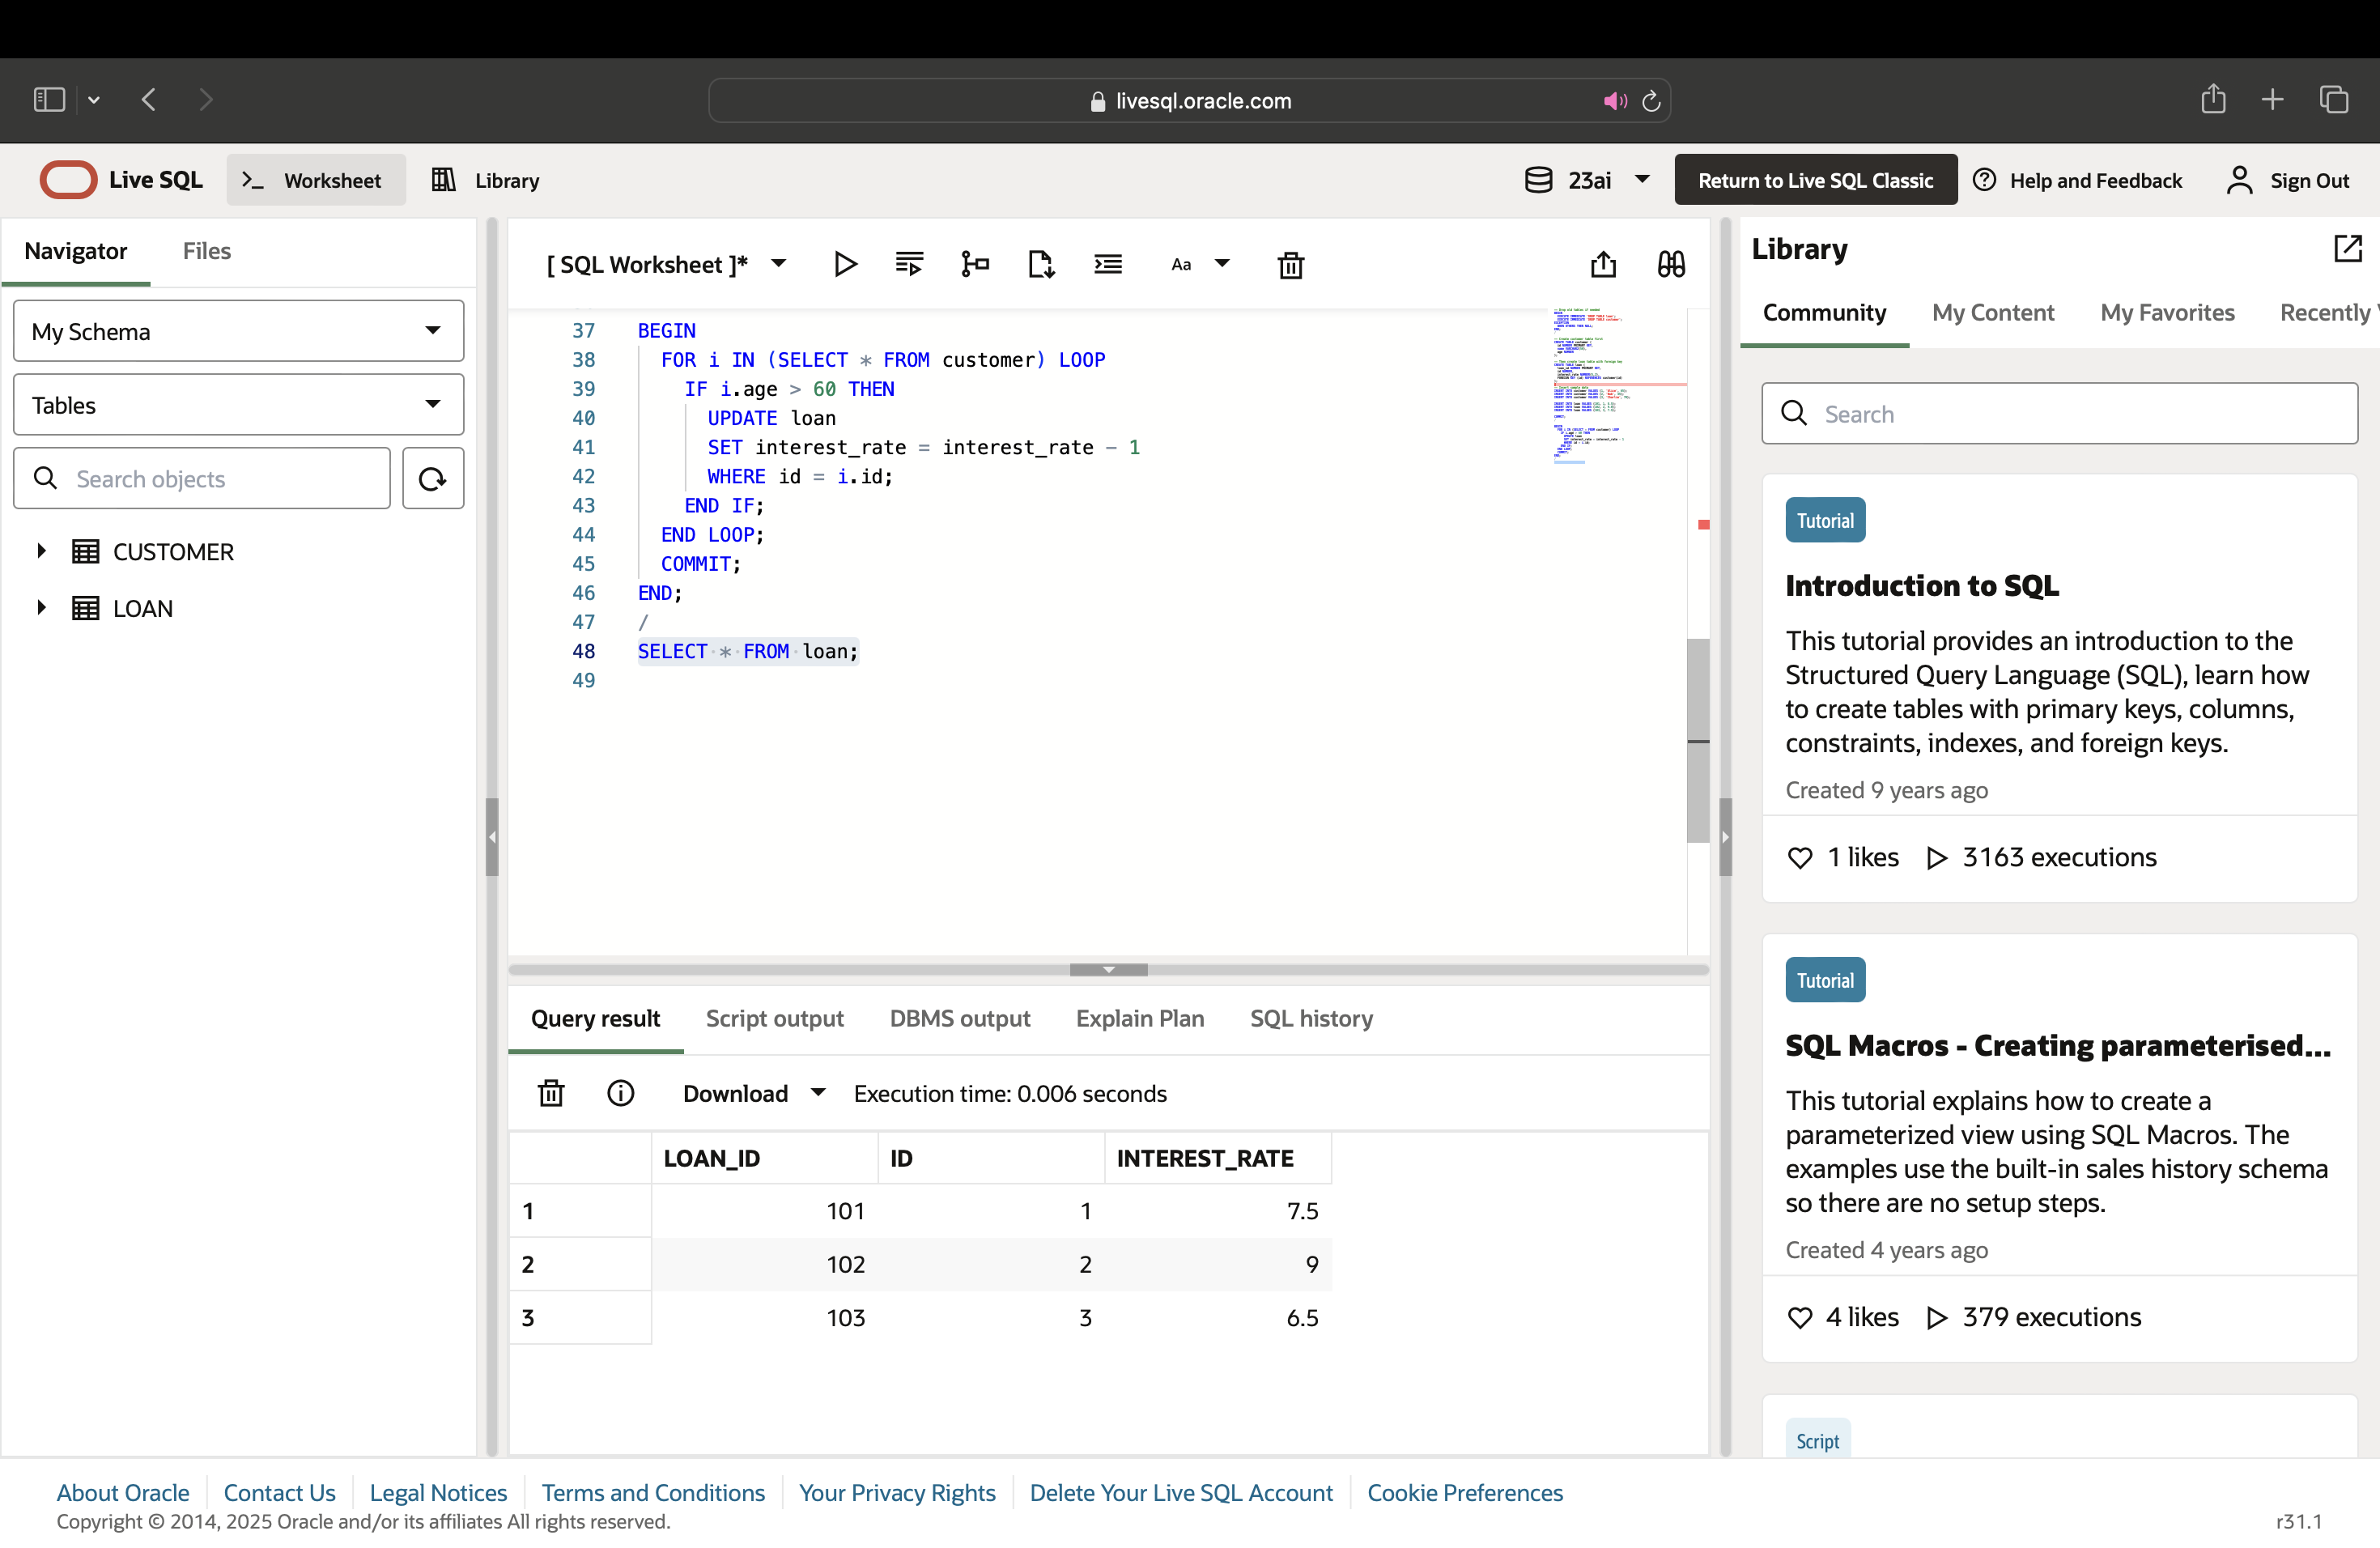 livesql.oracle.com
Live SQL
Worksheet
Library
23ai
Return to Live SQL Classic
Help and Feedback
Sign Out
Navigator
Files
My Schema
Tables
Search objects
CUSTOMER
LOAN
[ SQL Worksheet ]*
Aa
37 BEGIN
38 FOR i IN (SELECT * FROM customer) LOOP
39 IF i.age > 60 THEN
40 UPDATE loan
41 SET interest_rate = interest_rate - 1
42 WHERE id = i.id;
43 END IF;
44 END LOOP;
45 COMMIT;
46 END;
47 /
48 SELECT * FROM loan;
49
Query result
Script output
DBMS output
Explain Plan
SQL history
Download
Execution time: 0.006 seconds
LOAN_ID ID INTEREST_RATE
1 101 1 7.5
2 102 2 9
3 103 3 6.5
Library
Community
My Content
My Favorites
Recently
Search
Tutorial
Introduction to SQL
This tutorial provides an introduction to the
Structured Query Language (SQL), learn how
to create tables with primary keys, columns,
constraints, indexes, and foreign keys.
Created 9 years ago
1 likes
3163 executions
Tutorial
SQL Macros - Creating parameterised...
This tutorial explains how to create a
parameterized view using SQL Macros. The
examples use the built-in sales history schema
so there are no setup steps.
Created 4 years ago
4 likes
379 executions
Script
About Oracle
Contact Us
Legal Notices
Terms and Conditions
Your Privacy Rights
Delete Your Live SQL Account
Cookie Preferences
Copyright © 2014, 2025 Oracle and/or its affiliates All rights reserved.
r31.1